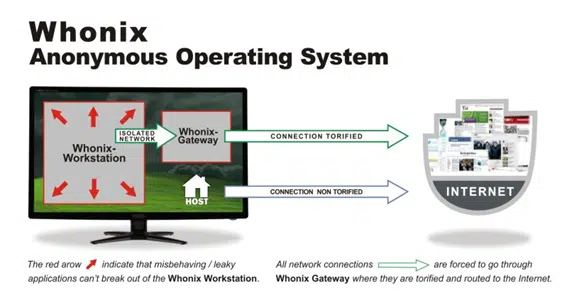 Whonix
Anonymous Operating System
Whonix-
Workstation
ISOLATED
NETWORK
Whonix-
Gateway
CONNECTION TORIFIED
HOST
CONNECTION NON TORIFIED
INTERNET
The red arow indicate that misbehaving / leaky
applications can't break out of the Whonix Workstation.
All network connections are forced to go through
Whonix Gateway where they are torified and routed to the Internet.